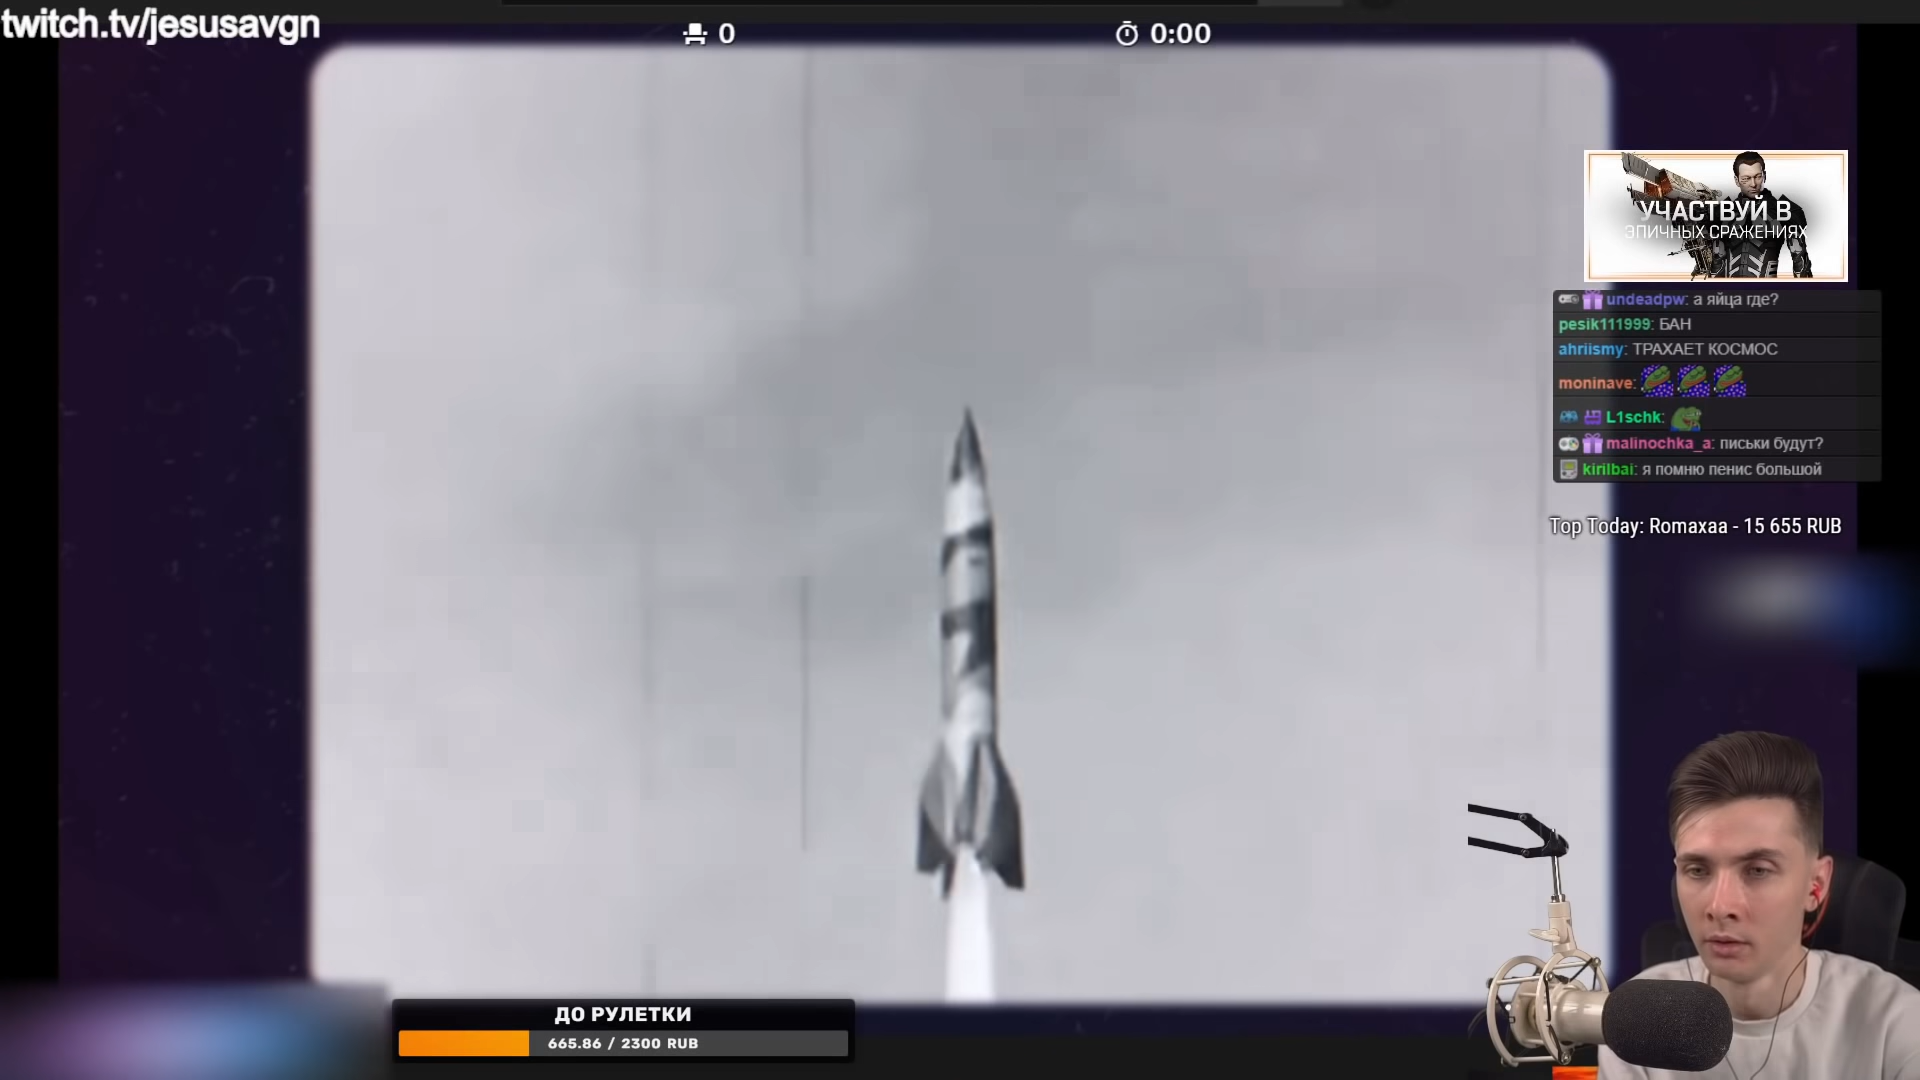 twitch.tv/jesusavgn
0
0:00
УЧАСТВУЙ В
ЭПИЧНЫХ СРАЖЕНИЯХ
undeadpw: а яйца где?
pesik111999: БАН
ahriismy: ТРАХАЕТ КОСМОС
moninave:
L1schk:
malinochka_a: письки будут?
kirilbai: я помню пенис большой
Top Today: Romaxaa - 15 655 RUB
ДО РУЛЕТКИ
665.86 / 2300 RUB